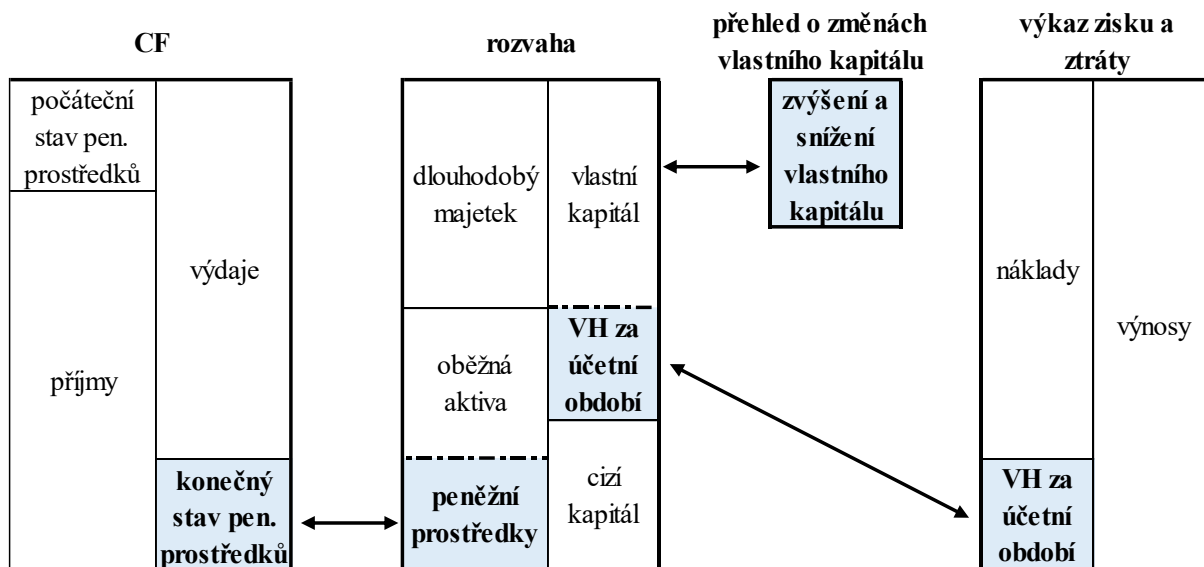 CF
rozvaha
přehled o změnách
vlastního kapitálu
výkaz zisku a
ztráty
počáteční
stav pen.
prostředků
příjmy
výdaje
konečný
stav pen.
prostředků
dlouhodobý
majetek
oběžná
aktiva
peněžní
prostředky
vlastní
kapitál
VH za
účetní
období
cizí
kapitál
zvýšení a
snížení
vlastního
kapitálu
náklady
VH za
účetní
období
výnosy